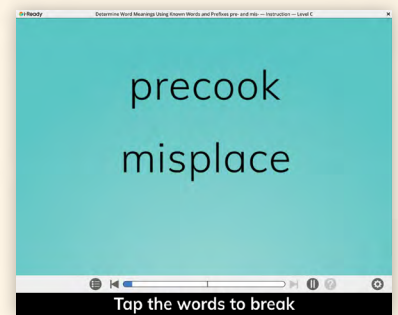 i-Ready
Determine Word Meanings Using Known Words and Prefixes pre- and mis- — Instruction — Level C
precook
misplace
Tap the words to break